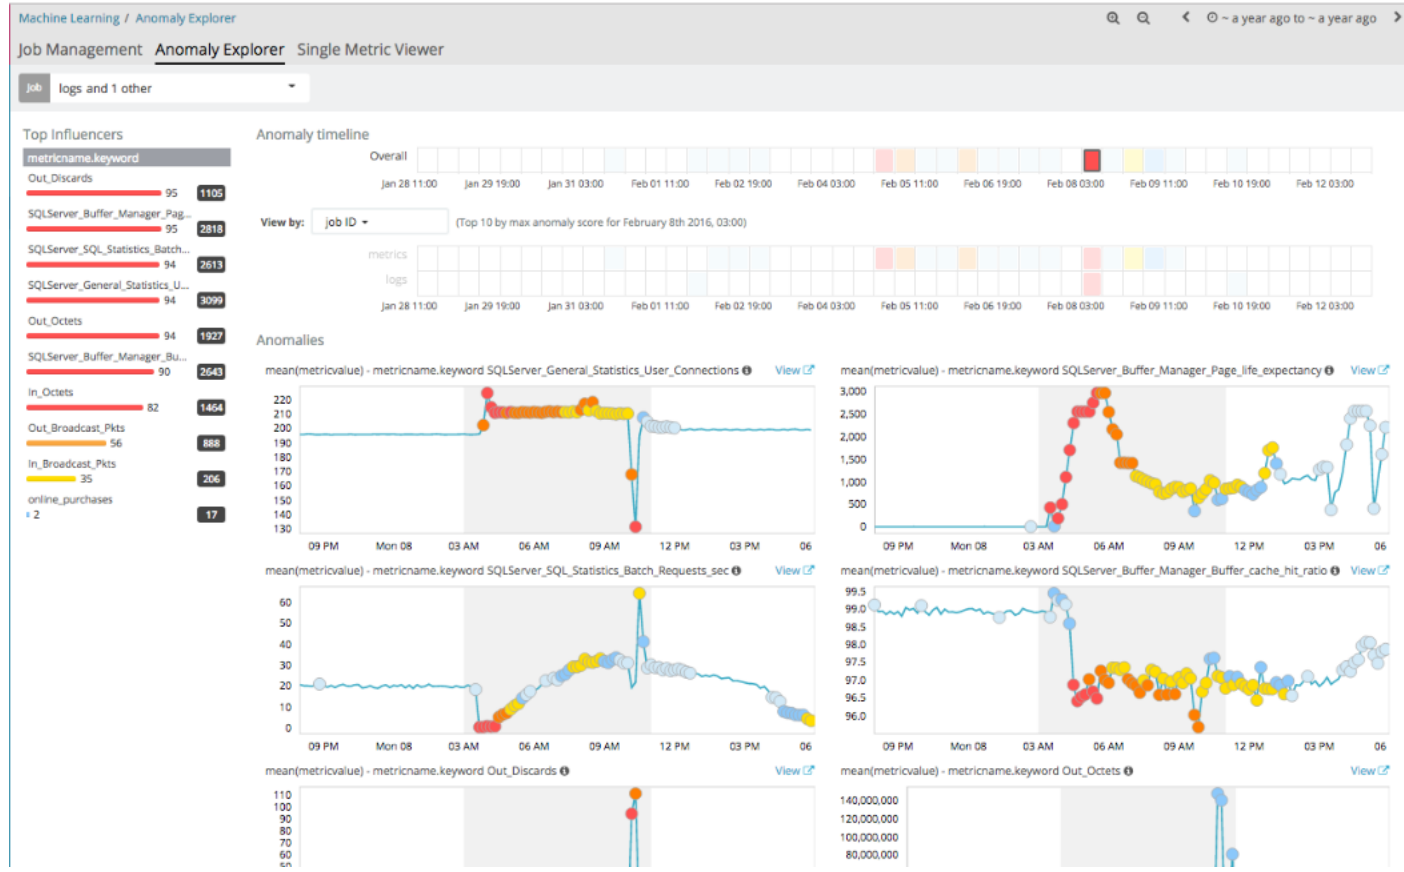 Machine Learning / Anomaly Explorer
~ a year ago to ~ a year ago
Job Management Anomaly Explorer Single Metric Viewer
Job logs and 1 other
Top Influencers
metricname.keyword
Out_Discards
95 1105
SQLServer_Buffer_Manager_Pag...
95 2818
SQLServer_SQL_Statistics_Batch...
94 2613
SQLServer_General_Statistics_U...
94 3099
Out_Octets
94 1927
SQLServer_Buffer_Manager_Bu...
90 2643
In_Octets
82 1464
Out_Broadcast_Pkts
56 888
In_Broadcast_Pkts
35 206
online_purchases
2 17
Anomaly timeline
Overall
Jan 28 11:00 Jan 29 19:00 Jan 31 03:00 Feb 01 11:00 Feb 02 19:00 Feb 04 03:00 Feb 05 11:00 Feb 06 19:00 Feb 08 03:00 Feb 09 11:00 Feb 10 19:00 Feb 12 03:00
View by: job ID (Top 10 by max anomaly score for February 8th 2016, 03:00)
metrics
logs
Jan 28 11:00 Jan 29 19:00 Jan 31 03:00 Feb 01 11:00 Feb 02 19:00 Feb 04 03:00 Feb 05 11:00 Feb 06 19:00 Feb 08 03:00 Feb 09 11:00 Feb 10 19:00 Feb 12 03:00
Anomalies
mean(metricvalue) - metricname.keyword SQLServer_General_Statistics_User_Connections View
220
210
200
190
180
170
160
150
140
130
09 PM Mon 08 03 AM 06 AM 09 AM 12 PM 03 PM 06
mean(metricvalue) - metricname.keyword SQLServer_Buffer_Manager_Page_life_expectancy View
3,000
2,500
2,000
1,500
1,000
500
0
09 PM Mon 08 03 AM 06 AM 09 AM 12 PM 03 PM 06
mean(metricvalue) - metricname.keyword SQLServer_SQL_Statistics_Batch_Requests_sec View
60
50
40
30
20
10
0
09 PM Mon 08 03 AM 06 AM 09 AM 12 PM 03 PM 06
mean(metricvalue) - metricname.keyword SQLServer_Buffer_Manager_Buffer_cache_hit_ratio View
99.5
99.0
98.5
98.0
97.5
97.0
96.5
96.0
09 PM Mon 08 03 AM 06 AM 09 AM 12 PM 03 PM 06
mean(metricvalue) - metricname.keyword Out_Discards View
110
100
90
80
70
60
50
mean(metricvalue) - metricname.keyword Out_Octets View
140,000,000
120,000,000
100,000,000
80,000,000